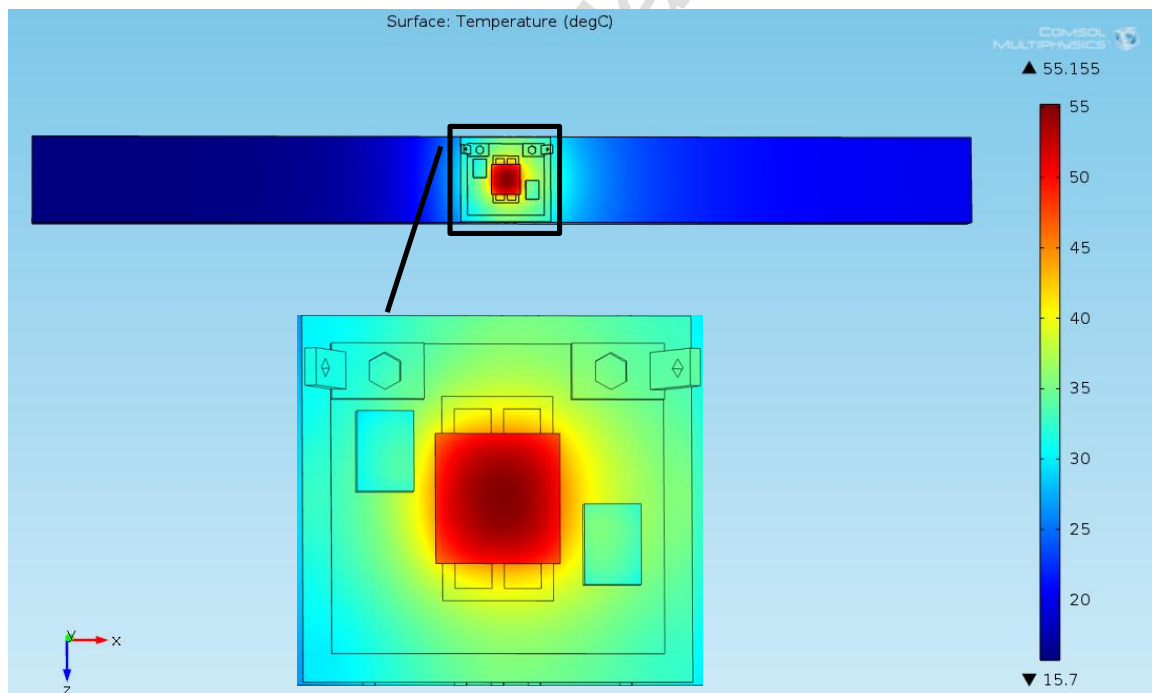 Surface: Temperature (degC)
COMSOL
MULTIPHYSICS
▲ 55.155
55
50
45
40
35
30
25
20
▼ 15.7
y
x
z